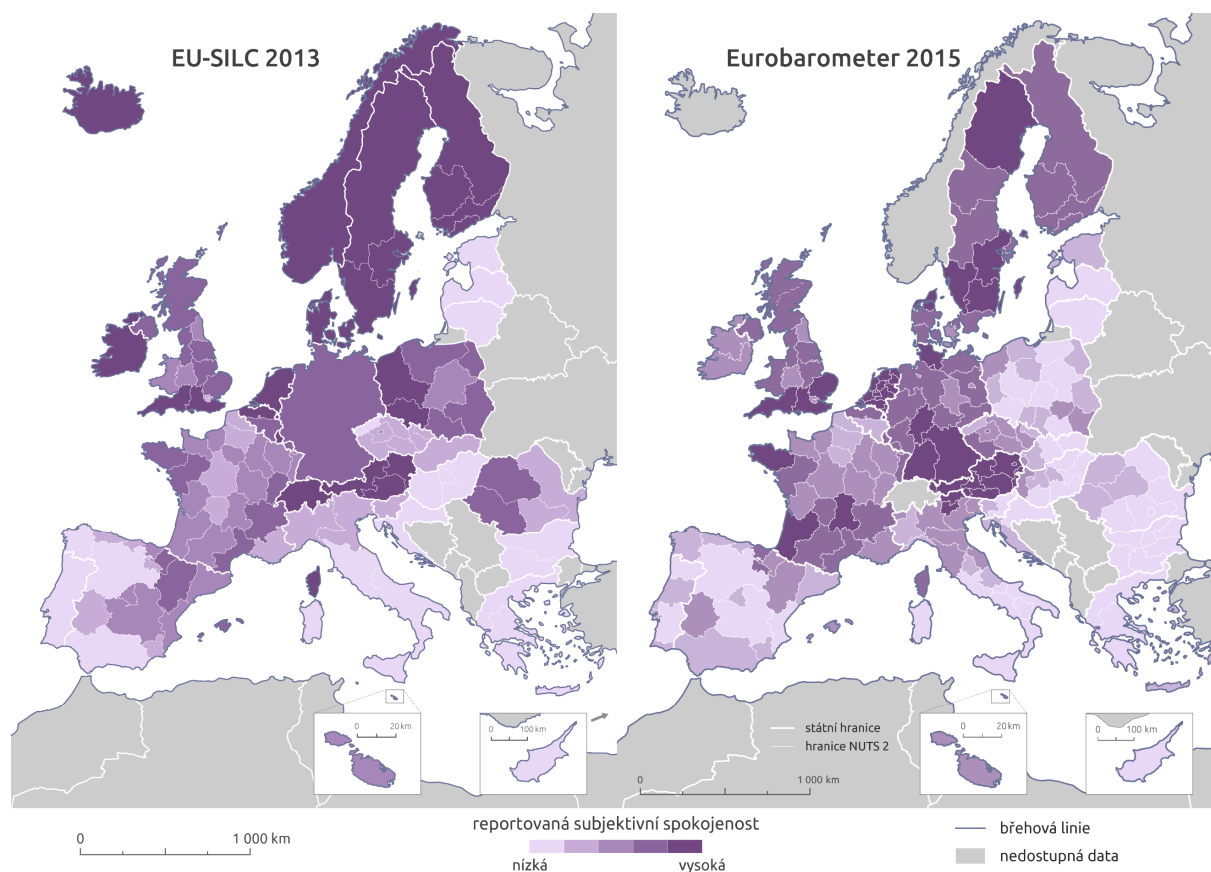 EU-SILC 2013
Eurobarometer 2015
0 20 km
0 100 km
státní hranice
hranice NUTS 2
0 1 000 km
0 20 km
0 100 km
0 1 000 km
reportovaná subjektivní spokojenost
nízká vysoká
břehová linie
nedostupná data